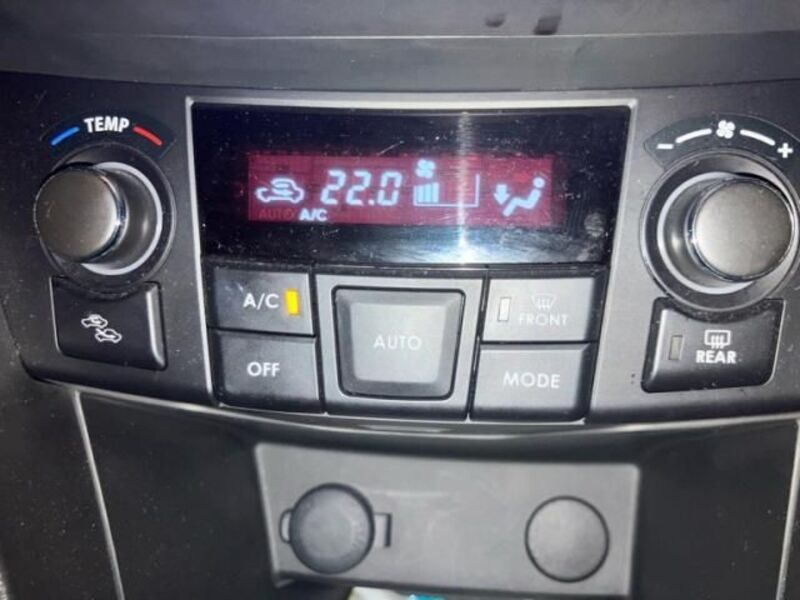 TEMP
- +
22.0
AUTO A/C
A/C
FRONT
AUTO
OFF
MODE
REAR